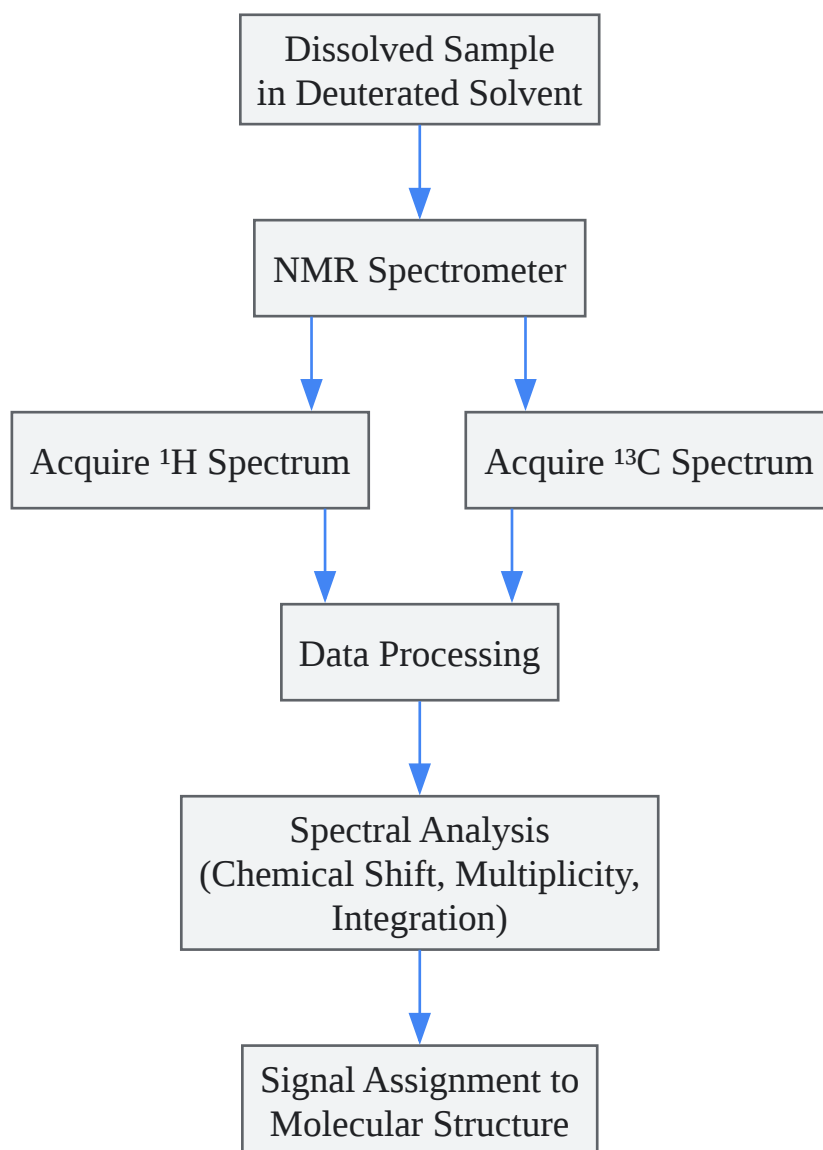 Dissolved Sample
in Deuterated Solvent
NMR Spectrometer
Acquire ¹H Spectrum
Acquire ¹³C Spectrum
Data Processing
Spectral Analysis
(Chemical Shift, Multiplicity,
Integration)
Signal Assignment to
Molecular Structure